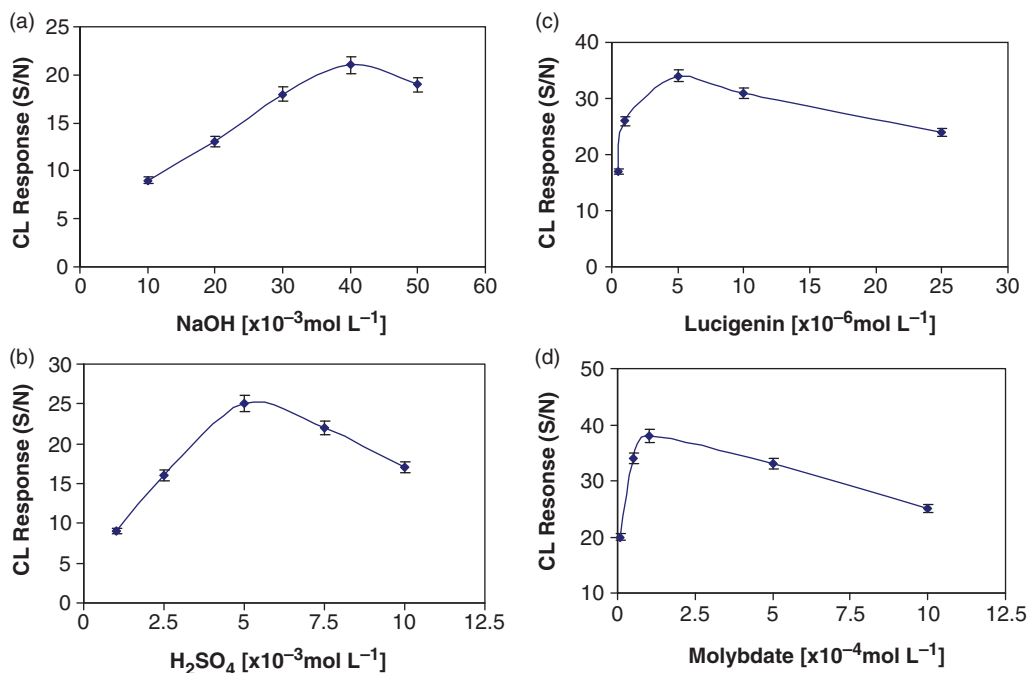 (a)
25
20
15
10
5
0
CL Response (S/N)
0 10 20 30 40 50 60
NaOH [x10⁻³mol L⁻¹]
(b)
30
25
20
15
10
5
0
CL Response (S/N)
0 2.5 5 7.5 10 12.5
H₂SO₄ [x10⁻³mol L⁻¹]
(c)
40
30
20
10
0
CL Response (S/N)
0 5 10 15 20 25 30
Lucigenin [x10⁻⁶mol L⁻¹]
(d)
50
40
30
20
10
CL Resonse (S/N)
0 2.5 5 7.5 10 12.5
Molybdate [x10⁻⁴mol L⁻¹]